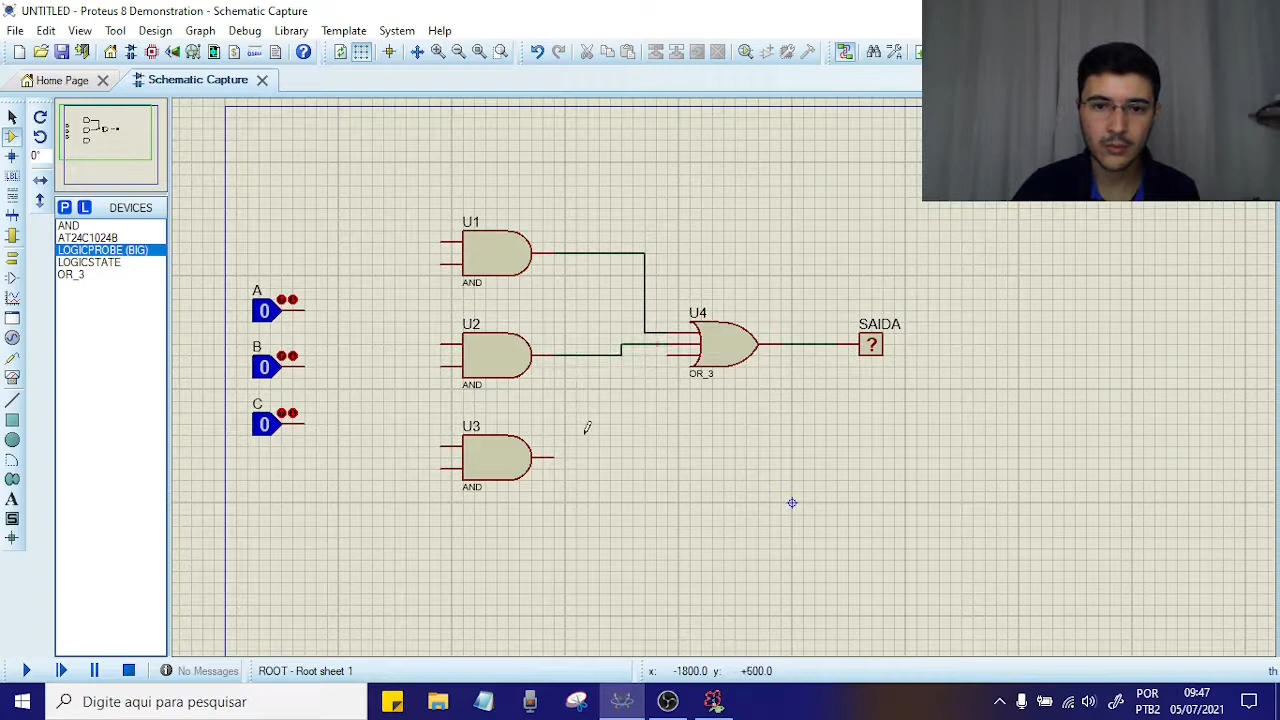 UNTITLED - Proteus 8 Demonstration - Schematic Capture
File Edit View Tool Design Graph Debug Library Template System Help
Home Page
Schematic Capture
0°
LBL
P L DEVICES
AND
AT24C1024B
LOGICPROBE (BIG)
LOGICSTATE
OR_3
A
U1
AND
A
0
B
0
C
0
U2
AND
U3
AND
U4
OR_3
SAIDA
?
No Messages
ROOT - Root sheet 1
x: -1800.0 y: +600.0
th
Digite aqui para pesquisar
POR
PTB2
09:47
05/07/2021